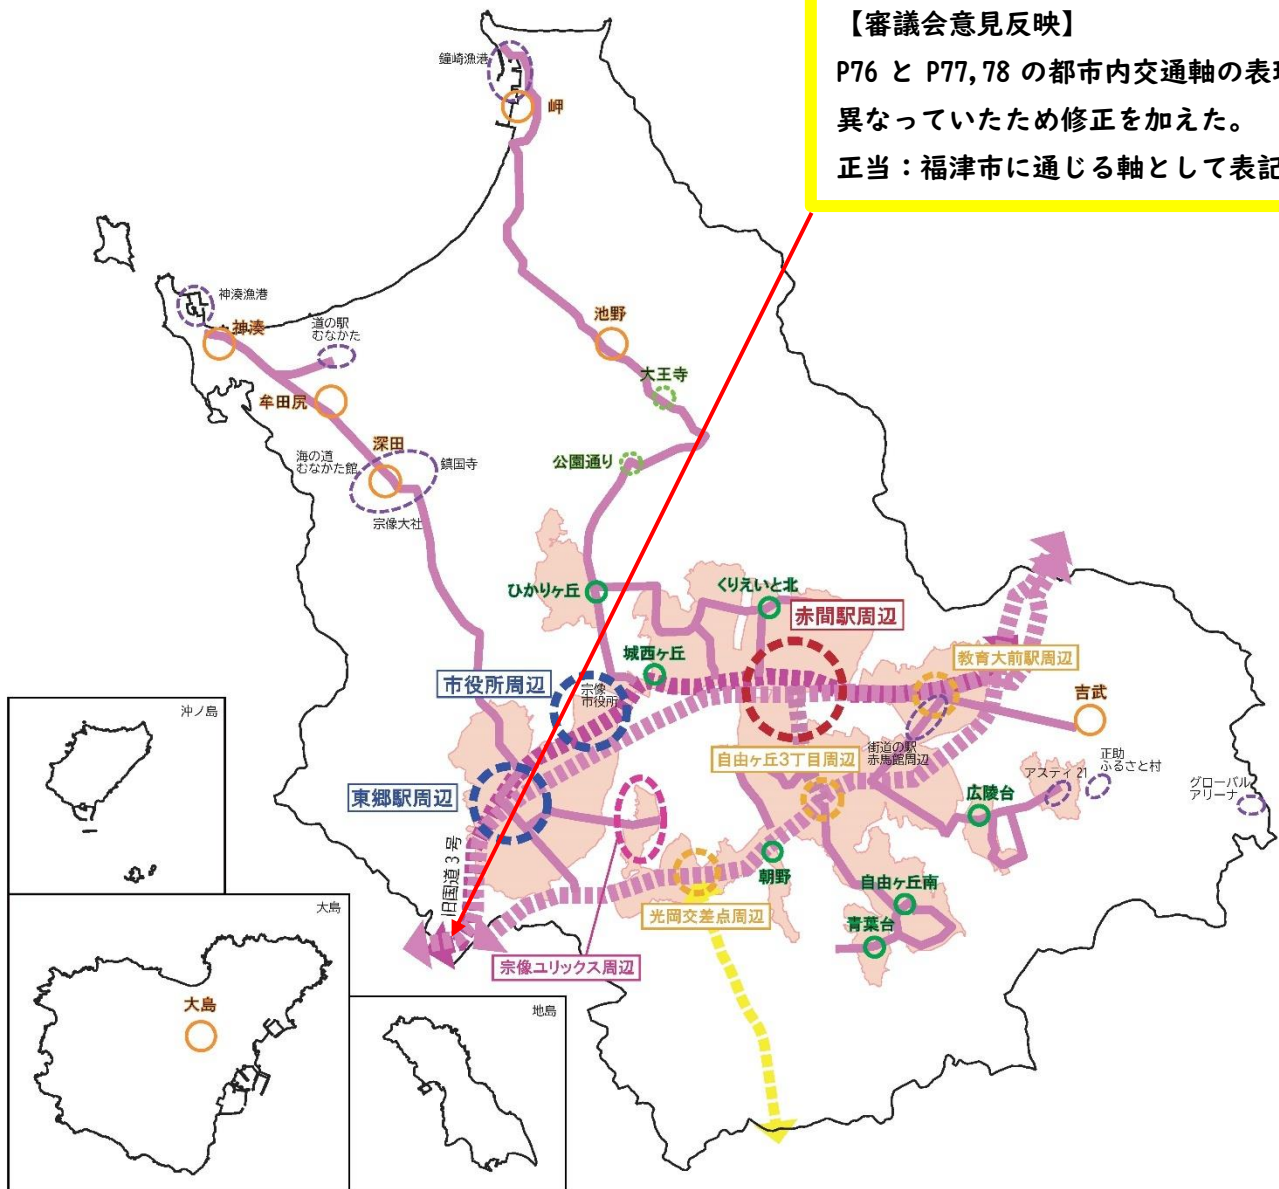 【審議会意見反映】
P76 と P77,78 の都市内交通軸の表
異なっていたため修正を加えた。
正当：福津市に通じる軸として表記
鐘崎漁港
岬
神湊漁港
神湊
道の駅
むなかた
池野
大王寺
牟田尻
深田
海の道
むなかた館
鎮国寺
公園通り
宗像大社
ひかりヶ丘
くりえいと北
赤間駅周辺
城西ヶ丘
教育大前駅周辺
市役所周辺
宗像
市役所
吉武
沖ノ島
自由ヶ丘3丁目周辺
街道の駅
赤馬館周辺
正助
ふるさと村
アスティ 21
グローバル
アリーナ
東郷駅周辺
広陵台
旧国道3号
朝野
自由ヶ丘南
光岡交差点周辺
青葉台
宗像ユリックス周辺
大島
大島
地島